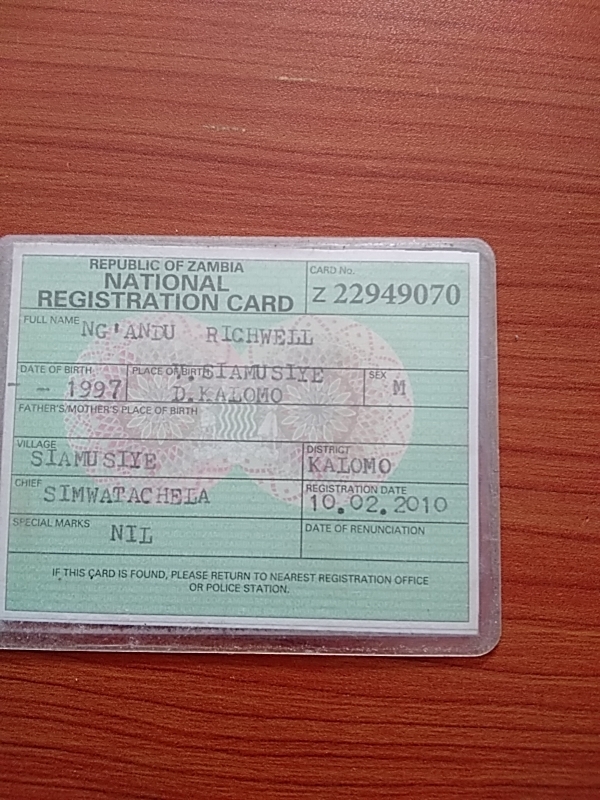 REPUBLIC OF ZAMBIA
NATIONAL
REGISTRATION CARD
CARD No.
Z 22949070
FULL NAME NG'ANDU RICHWELL
DATE OF BIRTH - 1997
PLACE OF BIRTH V.SIAMUSIYE
D.KALOMO
SEX M
FATHER'S/MOTHER'S PLACE OF BIRTH
VILLAGE
SIAMUSIYE
DISTRICT
KALOMO
CHIEF
SIMWATACHELA
REGISTRATION DATE
10.02.2010
SPECIAL MARKS
NIL
DATE OF RENUNCIATION
IF THIS CARD IS FOUND, PLEASE RETURN TO NEAREST REGISTRATION OFFICE
OR POLICE STATION.